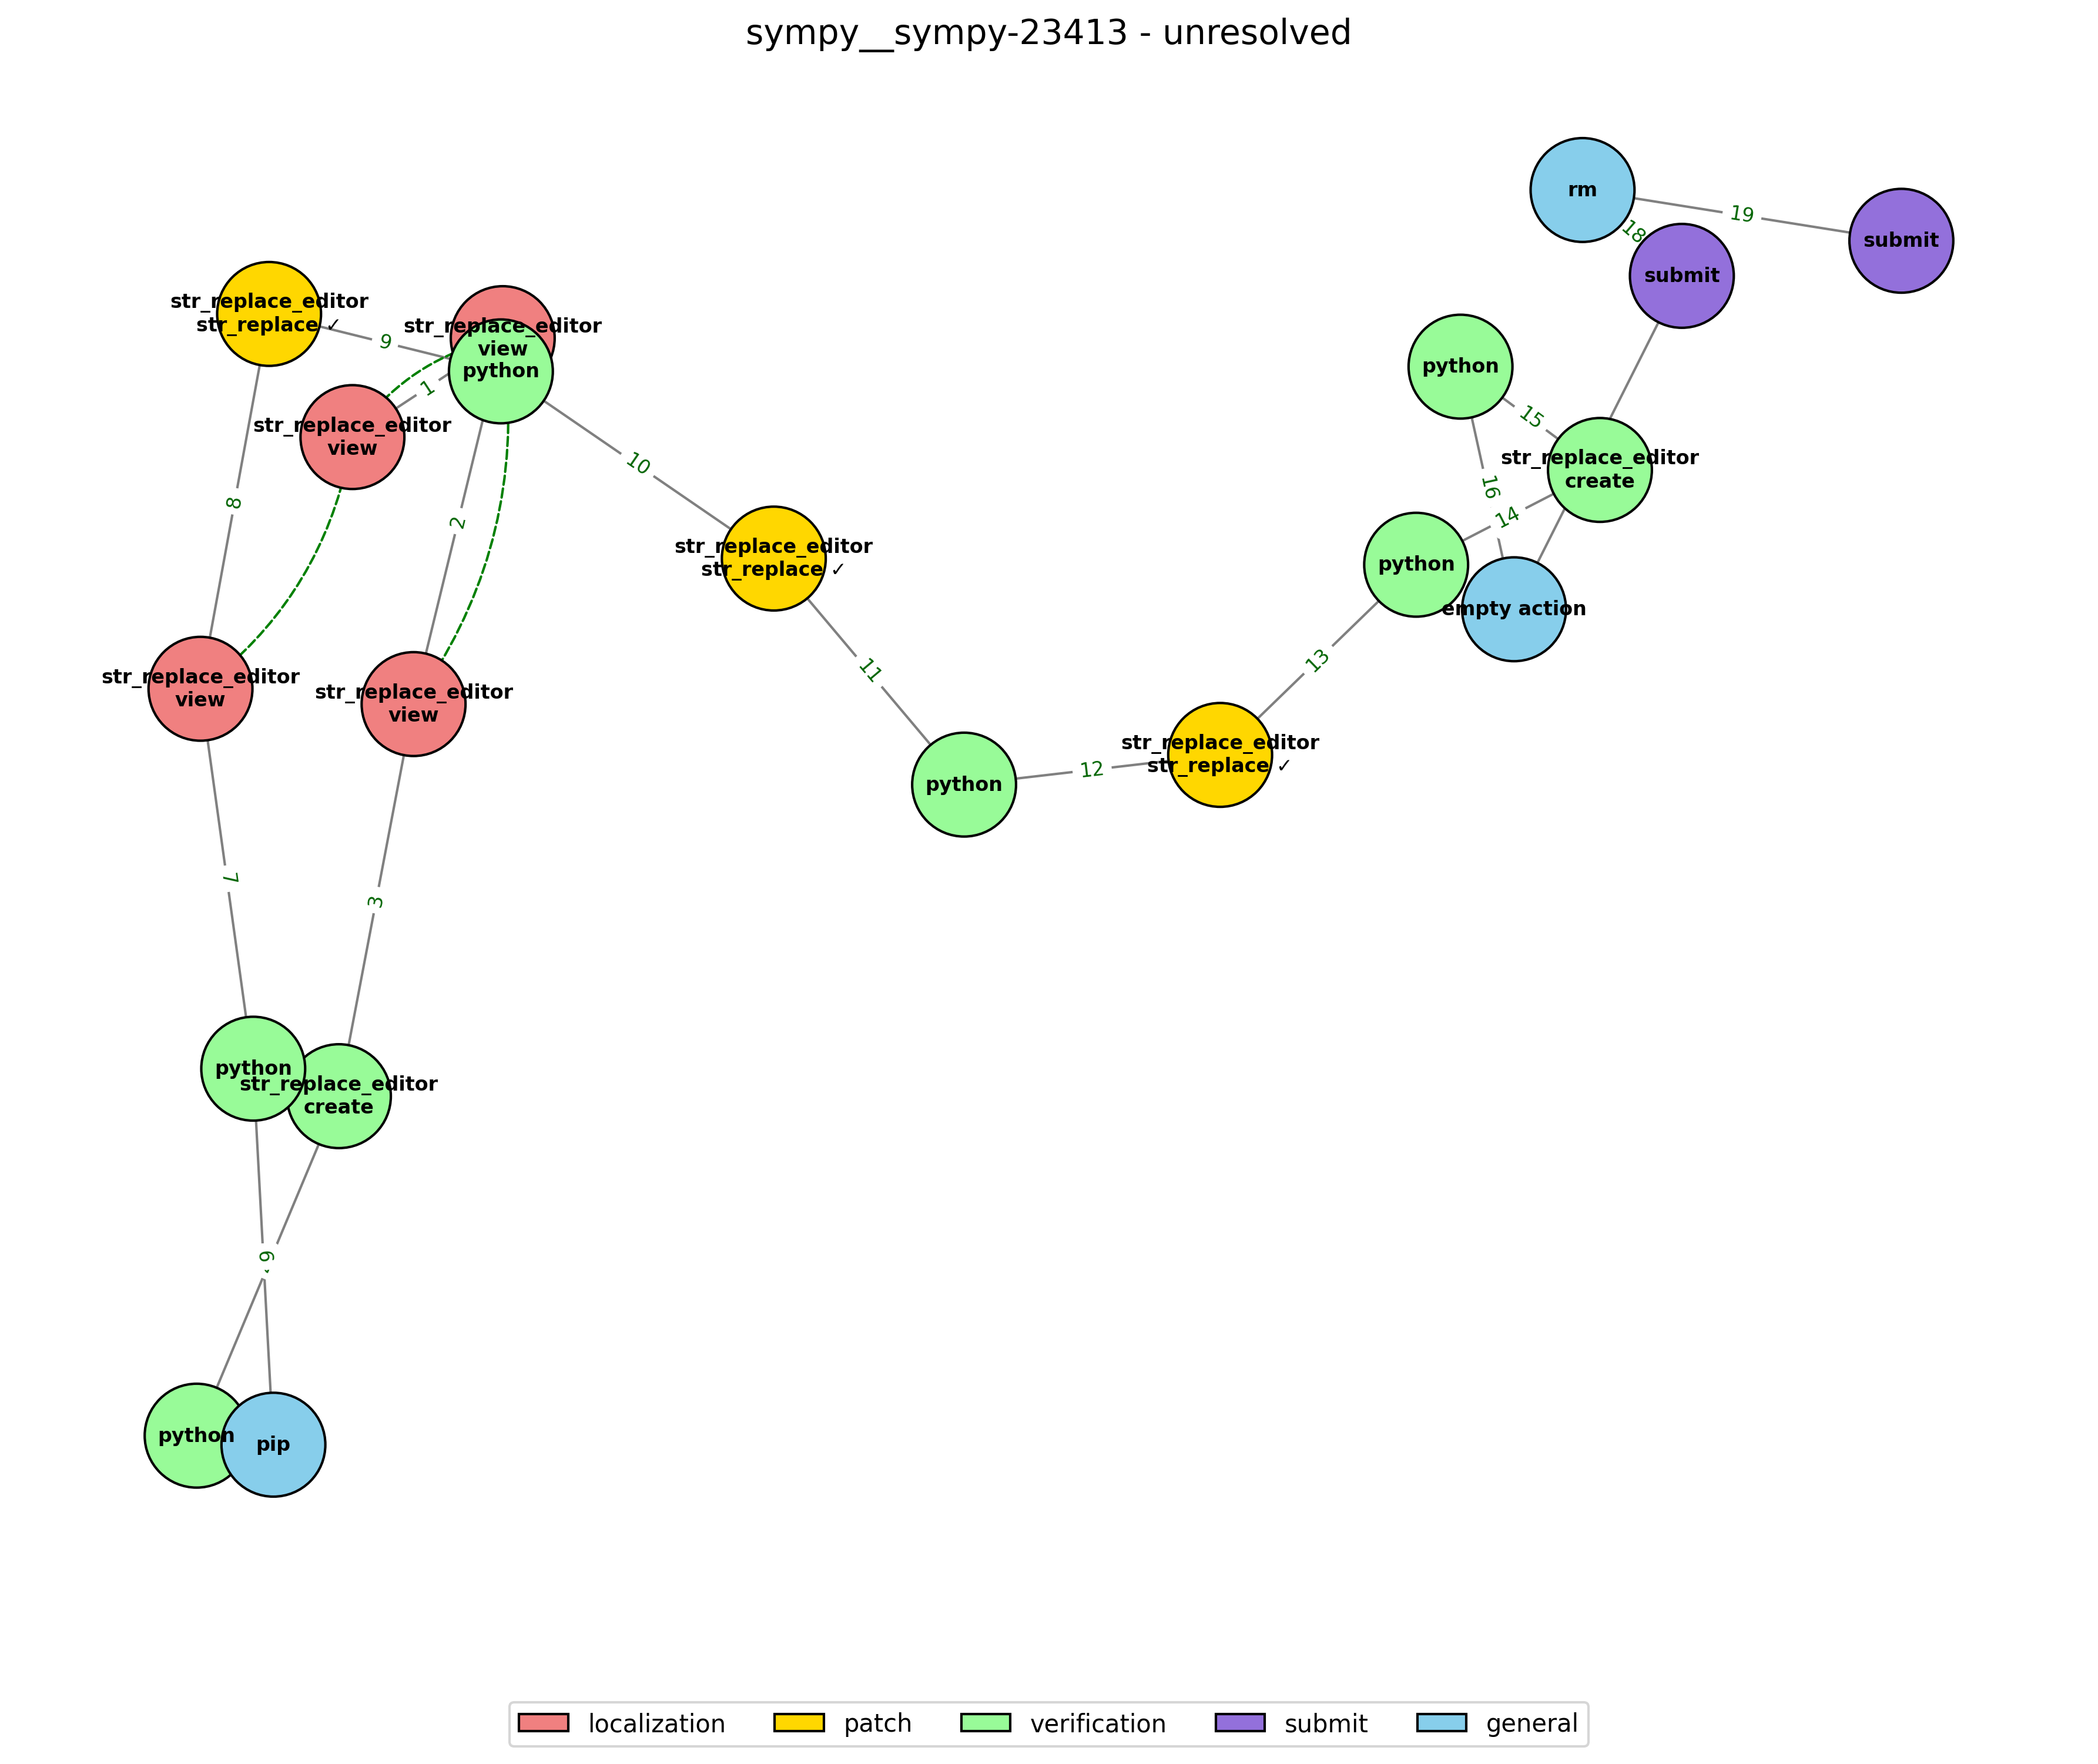 sympy__sympy-23413 - unresolved
rm
19
submit
18
submit
str_replace_editor
str_replace ✓
9
str_replace_editor
view
python
1
str_replace_editor
view
python
15
str_replace_editor
create
10
16
14
8
2
str_replace_editor
str_replace ✓
python
empty action
13
11
str_replace_editor
view
str_replace_editor
view
python
12
str_replace_editor
str_replace ✓
7
3
python
str_replace_editor
create
6
python
pip
localization
patch
verification
submit
general